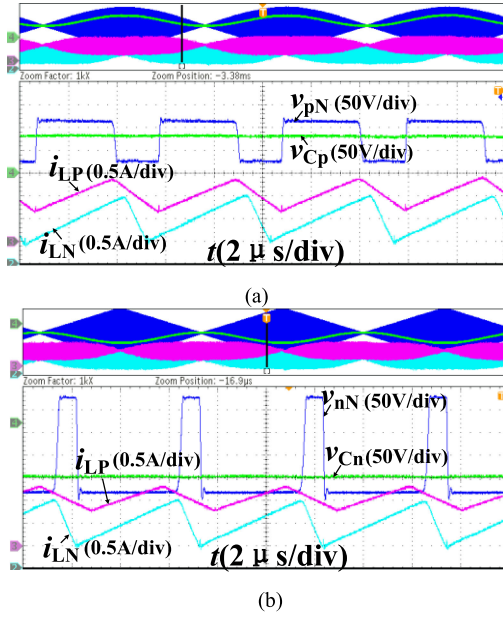 Zoom Factor: 1kX Zoom Position: -3.38ms
vpN (50V/div)
vCp (50V/div)
iLP (0.5A/div)
iLN (0.5A/div)
t(2 μs/div)
(a)
Zoom Factor: 1kX Zoom Position: -16.9μs
vnN (50V/div)
iLP (0.5A/div)
vCn (50V/div)
iLN (0.5A/div)
t(2 μs/div)
(b)